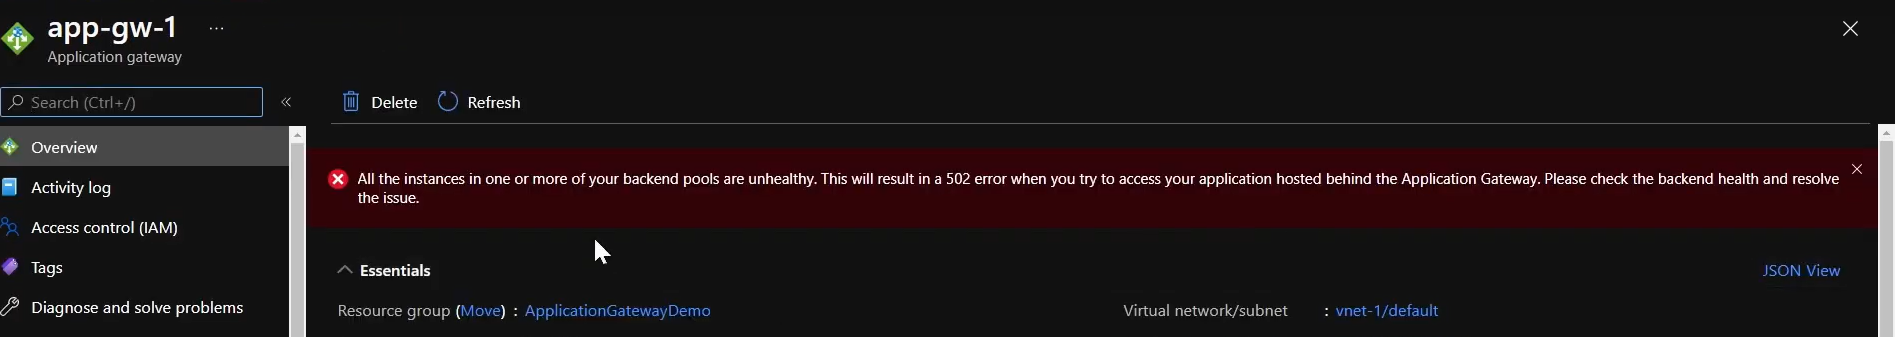 app-gw-1 ...
Application gateway
Search (Ctrl+/) «
Delete Refresh
Overview
Activity log
Access control (IAM)
Tags
Diagnose and solve problems
All the instances in one or more of your backend pools are unhealthy. This will result in a 502 error when you try to access your application hosted behind the Application Gateway. Please check the backend health and resolve
the issue.
Essentials
JSON View
Resource group (Move) : ApplicationGatewayDemo
Virtual network/subnet : vnet-1/default